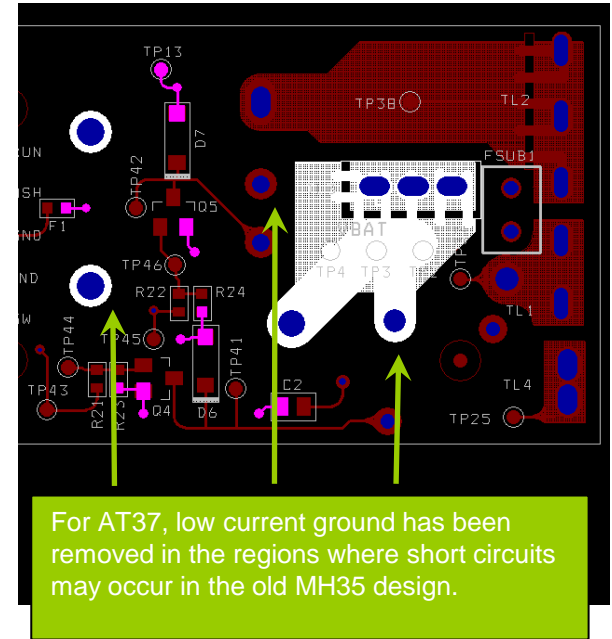 TP13
TP38
TL2
D7
RUN
FSUB1
TP42
NSH
Q5
F1
GND
BAT
TP46
TP4 TP3
TP
ND
R22 R24
TL1
SW
TP44
TP45
TP41
TP43
C2
TL4
R21
R23
Q4
D6
TP25
For AT37, low current ground has been
removed in the regions where short circuits
may occur in the old MH35 design.